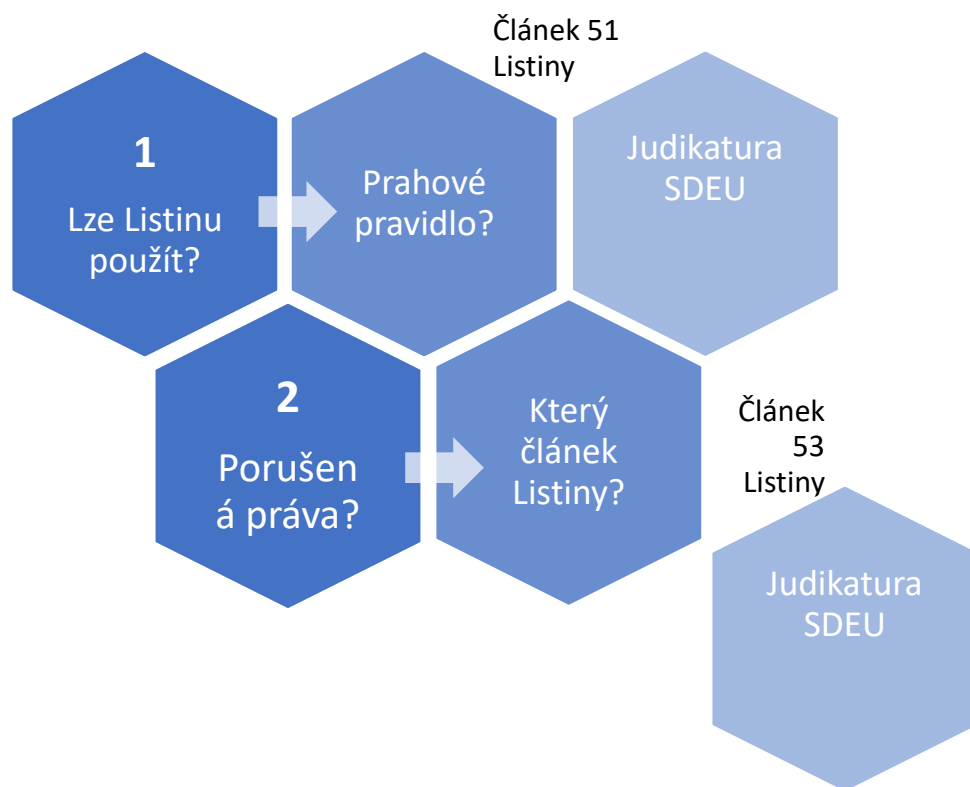 Článek 51
Listiny
1
Lze Listinu
použít?
Prahové
pravidlo?
Judikatura
SDEU
2
Porušen
á práva?
Který
článek
Listiny?
Článek
53
Listiny
Judikatura
SDEU